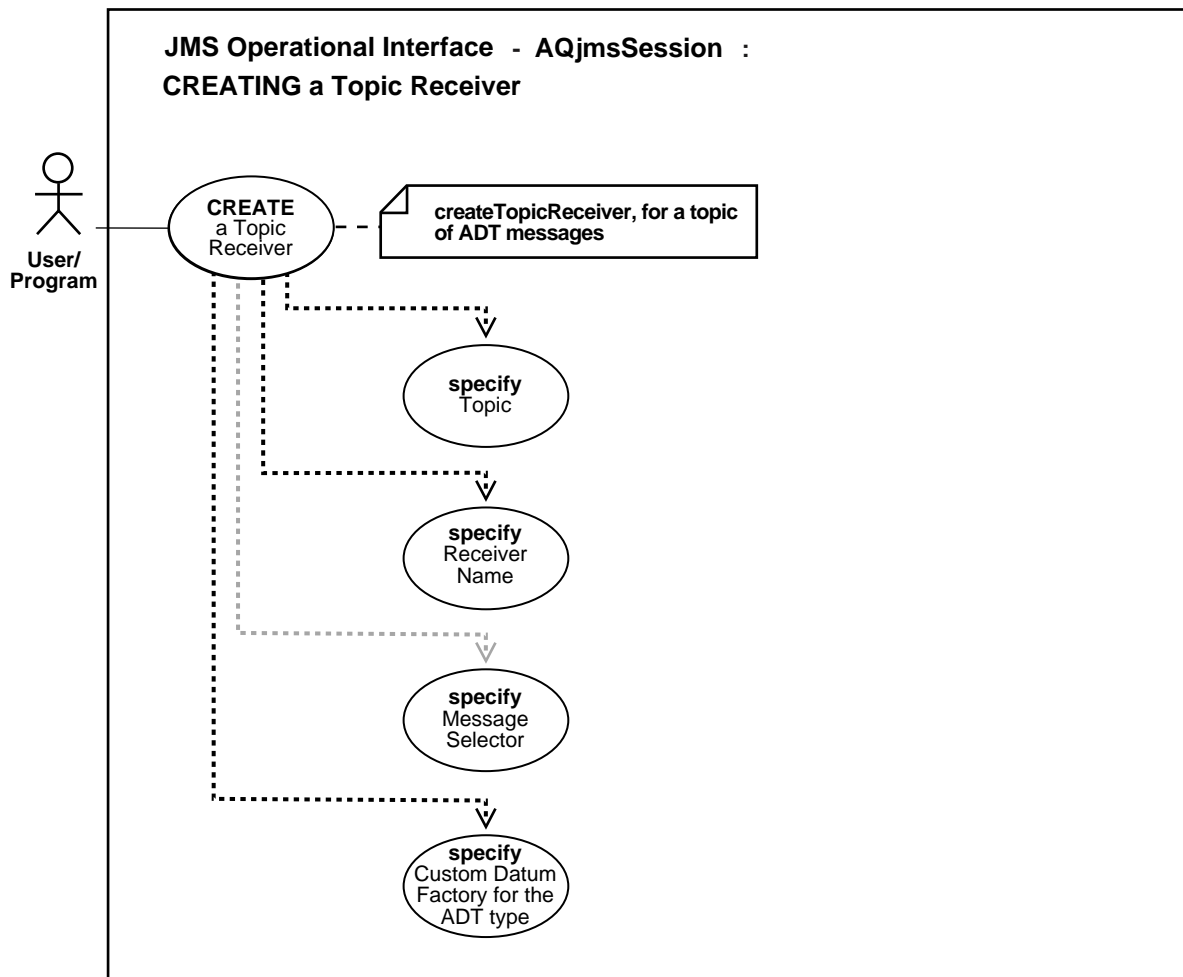 JMS Operational Interface - AQjmsSession :
CREATING a Topic Receiver
User/
Program
CREATE
a Topic
Receiver
createTopicReceiver, for a topic
of ADT messages
specify
Topic
specify
Receiver
Name
specify
Message
Selector
specify
Custom Datum
Factory for the
ADT type